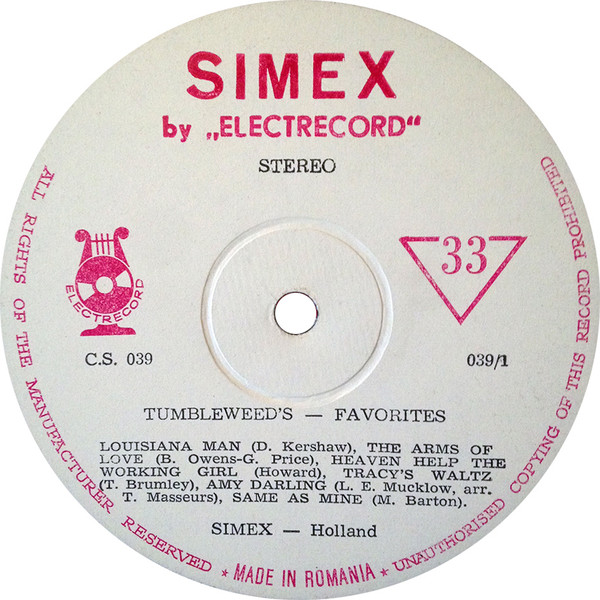 SIMEX
by „ELECTRECORD“
STEREO
ELECTRECORD
33
C.S. 039
039/1
TUMBLEWEED'S — FAVORITES
LOUISIANA MAN (D. Kershaw), THE ARMS OF
LOVE (B. Owens-G. Price), HEAVEN HELP THE
WORKING GIRL (Howard), TRACY'S WALTZ
(T. Brumley), AMY DARLING (L. E. Mucklow, arr.
T. Masseurs), SAME AS MINE (M. Barton).
SIMEX — Holland
ALL RIGHTS OF THE MANUFACTURER RESERVED ★ MADE IN ROMANIA ★ UNAUTHORISED COPYING OF THIS RECORD PROHIBITED